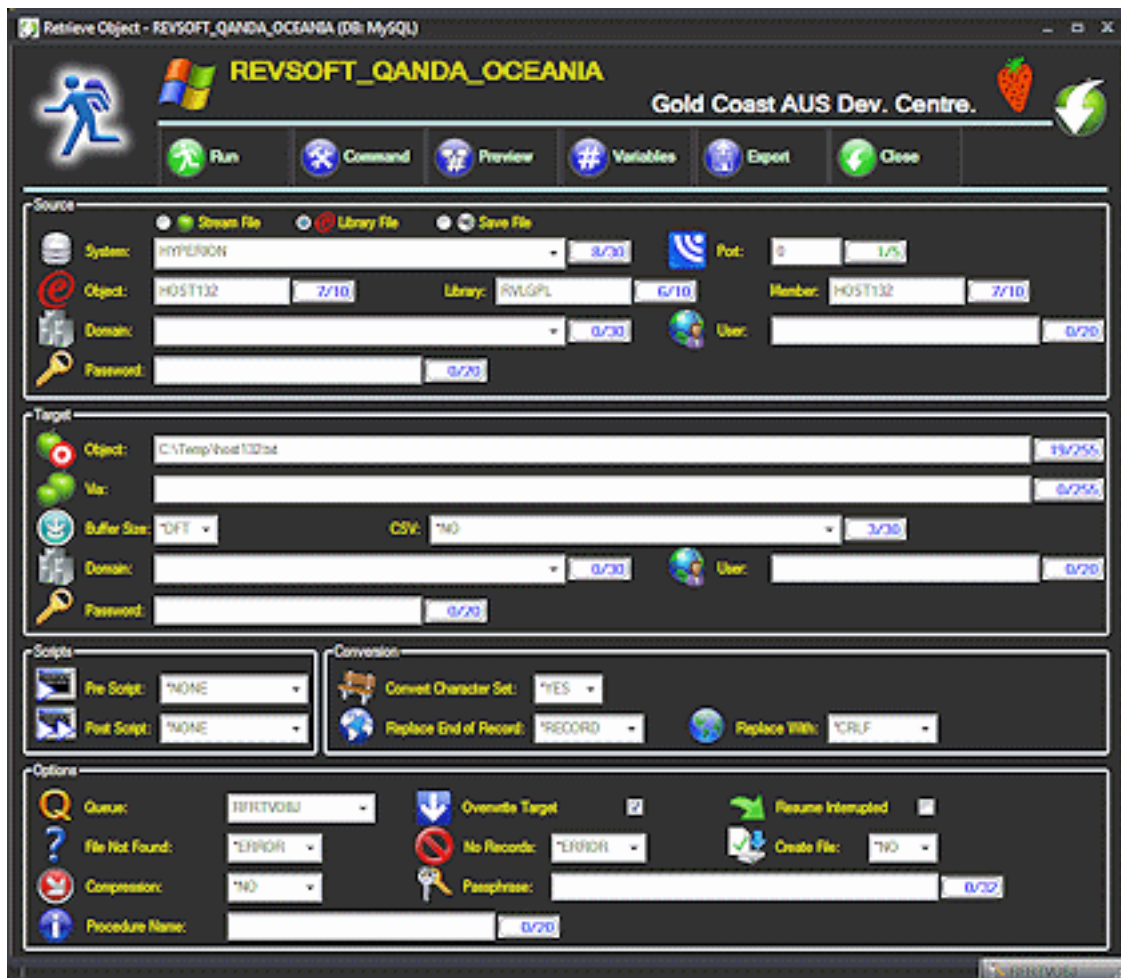 Retrieve Object - REVSOFT_QANDA_OCEANIA (DB: MySQL)
REVSOFT_QANDA_OCEANIA
Gold Coast AUS Dev. Centre.
Run Command Preview Variables Export Close
Source
Stream File Library File Save File
System: HYPERION 8/30 Port: 0 1/5
Object: HOST132 7/10 Library: RVLGPL 6/10 Member: HOST132 7/10
Domain: 0/30 User: 0/20
Password: 0/20
Target
Object: C:\Temp\host132.txt 19/255
Via: 0/255
Buffer Size: *DFT CSV: *NO 3/30
Domain: 0/30 User: 0/20
Password: 0/20
Scripts
Pre Script: *NONE
Post Script: *NONE
Conversion
Convert Character Set: *YES
Replace End of Record: *RECORD Replace With: *CRLF
Options
Queue: Overwrite Target Resume Interrupted
File Not Found: *ERROR No Records: *ERROR Create File: *NO
Compression: *NO Passphrase: 0/32
Procedure Name: 0/20